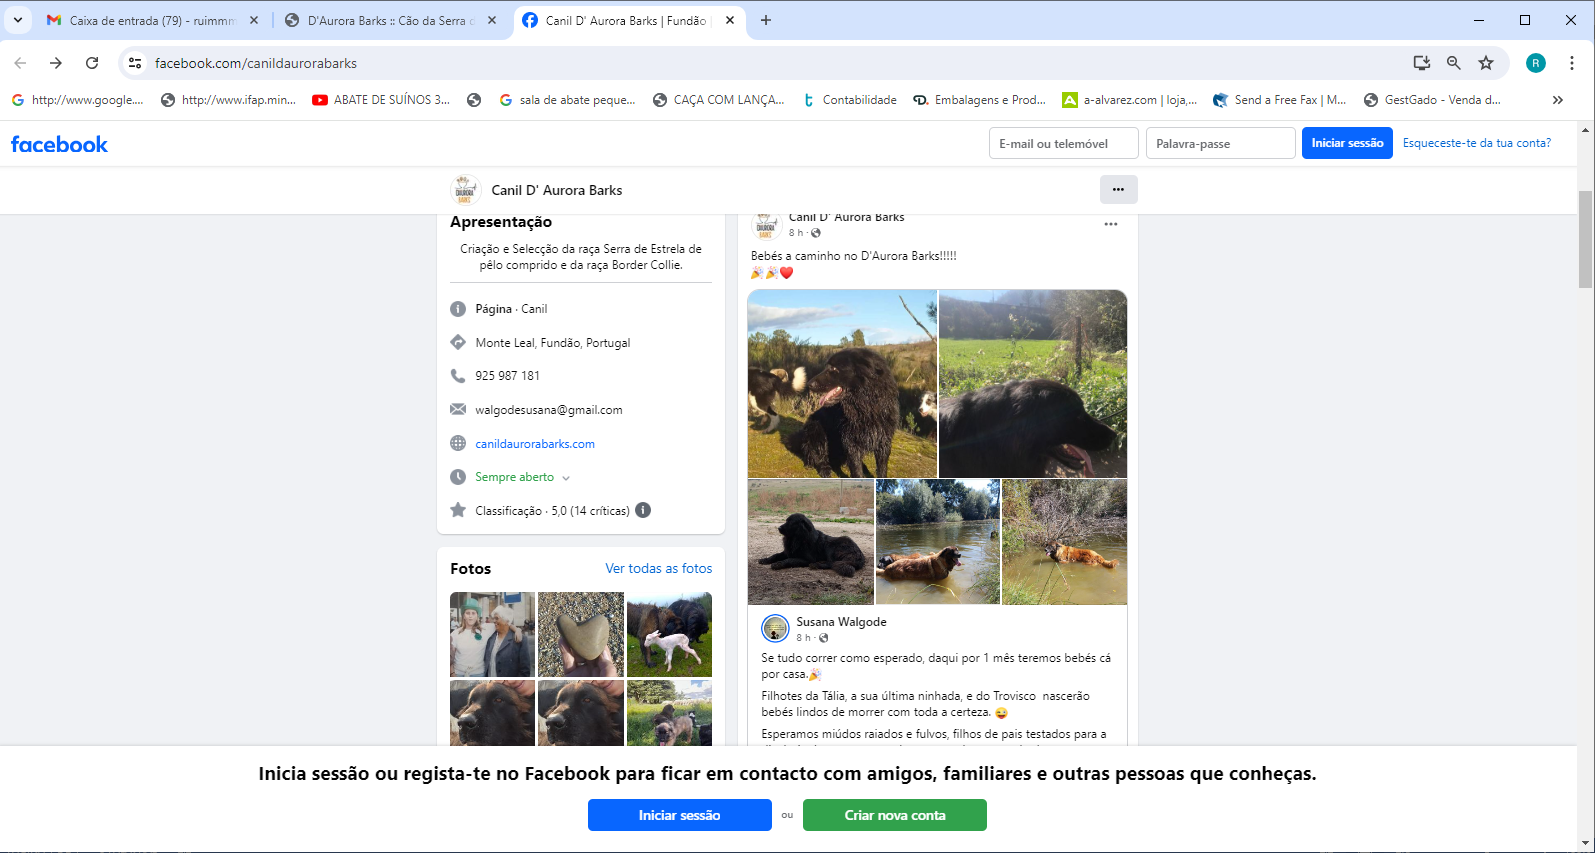 Caixa de entrada (79) - ruimmm
D'Aurora Barks :: Cão da Serra d
Canil D' Aurora Barks | Fundão |
facebook.com/canildaurorabarks
R
http://www.google....
http://www.ifap.min...
ABATE DE SUÍNOS 3...
sala de abate peque...
CAÇA COM LANÇA...
Contabilidade
Embalagens e Prod...
a-alvarez.com | loja,...
Send a Free Fax | M...
GestGado - Venda d...
facebook
E-mail ou telemóvel
Palavra-passe
Iniciar sessão
Esqueceste-te da tua conta?
Canil D' Aurora Barks
Apresentação
Criação e Selecção da raça Serra de Estrela de
pêlo comprido e da raça Border Collie.
Página · Canil
Monte Leal, Fundão, Portugal
925 987 181
walgodesusana@gmail.com
canildaurorabarks.com
Sempre aberto
Classificação · 5,0 (14 críticas)
Fotos
Ver todas as fotos
Canil D' Aurora Barks
8 h ·
Bebés a caminho no D'Aurora Barks!!!!!
🎉🎉❤️
Susana Walgode
8 h ·
Se tudo correr como esperado, daqui por 1 mês teremos bebés cá
por casa.🎉
Filhotes da Tália, a sua última ninhada, e do Trovisco nascerão
bebés lindos de morrer com toda a certeza. 😜
Esperamos miúdos raiados e fulvos, filhos de pais testados para a
Inicia sessão ou regista-te no Facebook para ficar em contacto com amigos, familiares e outras pessoas que conheças.
Iniciar sessão
ou
Criar nova conta